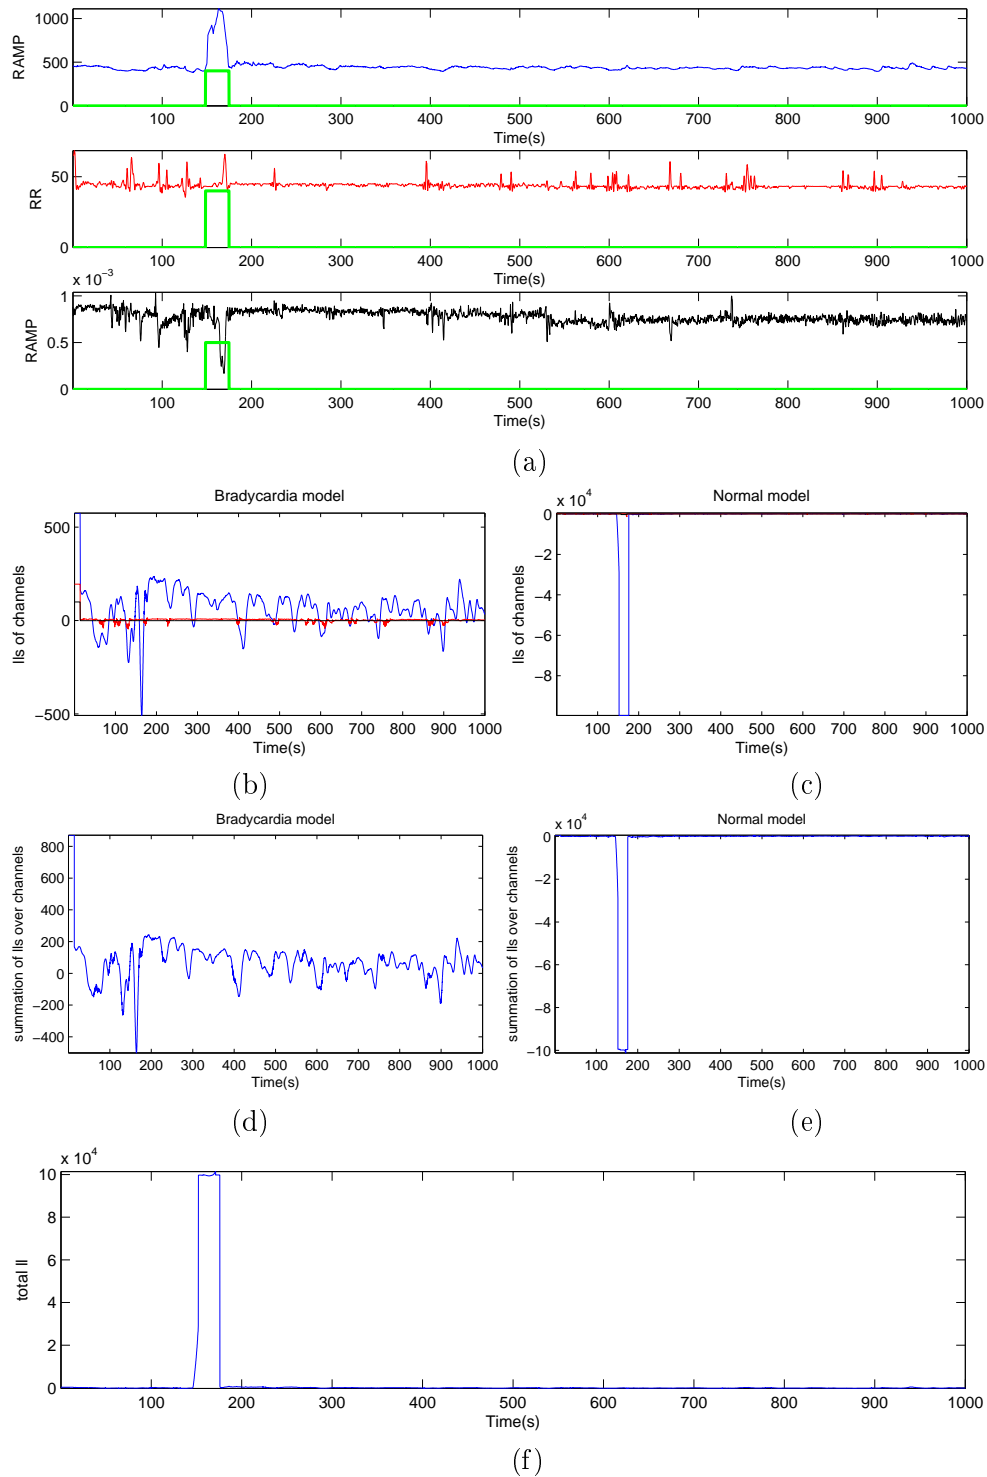 1000
500
0
RAMP
100 200 300 400 500 600 700 800 900 1000
Time(s)
50
0
RR
100 200 300 400 500 600 700 800 900 1000
Time(s)
x 10⁻³
1
0.5
0
RAMP
100 200 300 400 500 600 700 800 900 1000
Time(s)
(a)
Bradycardia model
500
0
−500
lls of channels
100 200 300 400 500 600 700 800 900 1000
Time(s)
(b)
Normal model
x 10⁴
0
−2
−4
−6
−8
lls of channels
100 200 300 400 500 600 700 800 900 1000
Time(s)
(c)
Bradycardia model
800
600
400
200
0
−200
−400
summation of lls over channels
100 200 300 400 500 600 700 800 900 1000
Time(s)
(d)
Normal model
x 10⁴
0
−2
−4
−6
−8
−10
summation of lls over channels
100 200 300 400 500 600 700 800 900 1000
Time(s)
(e)
x 10⁴
10
8
6
4
2
0
total ll
100 200 300 400 500 600 700 800 900 1000
Time(s)
(f)